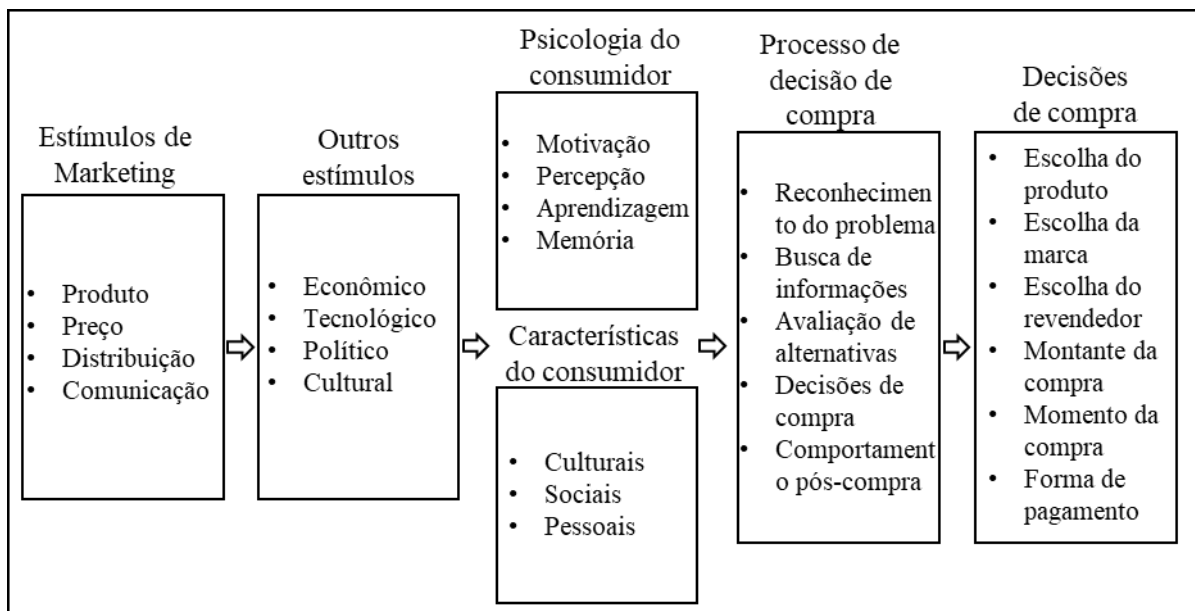 Estímulos de
Marketing
• Produto
• Preço
• Distribuição
• Comunicação
Outros
estímulos
• Econômico
• Tecnológico
• Político
• Cultural
Psicologia do
consumidor
• Motivação
• Percepção
• Aprendizagem
• Memória
Características
do consumidor
• Culturais
• Sociais
• Pessoais
Processo de
decisão de
compra
• Reconhecimen
to do problema
• Busca de
informações
• Avaliação de
alternativas
• Decisões de
compra
• Comportament
o pós-compra
Decisões
de compra
• Escolha do
produto
• Escolha da
marca
• Escolha do
revendedor
• Montante da
compra
• Momento da
compra
• Forma de
pagamento